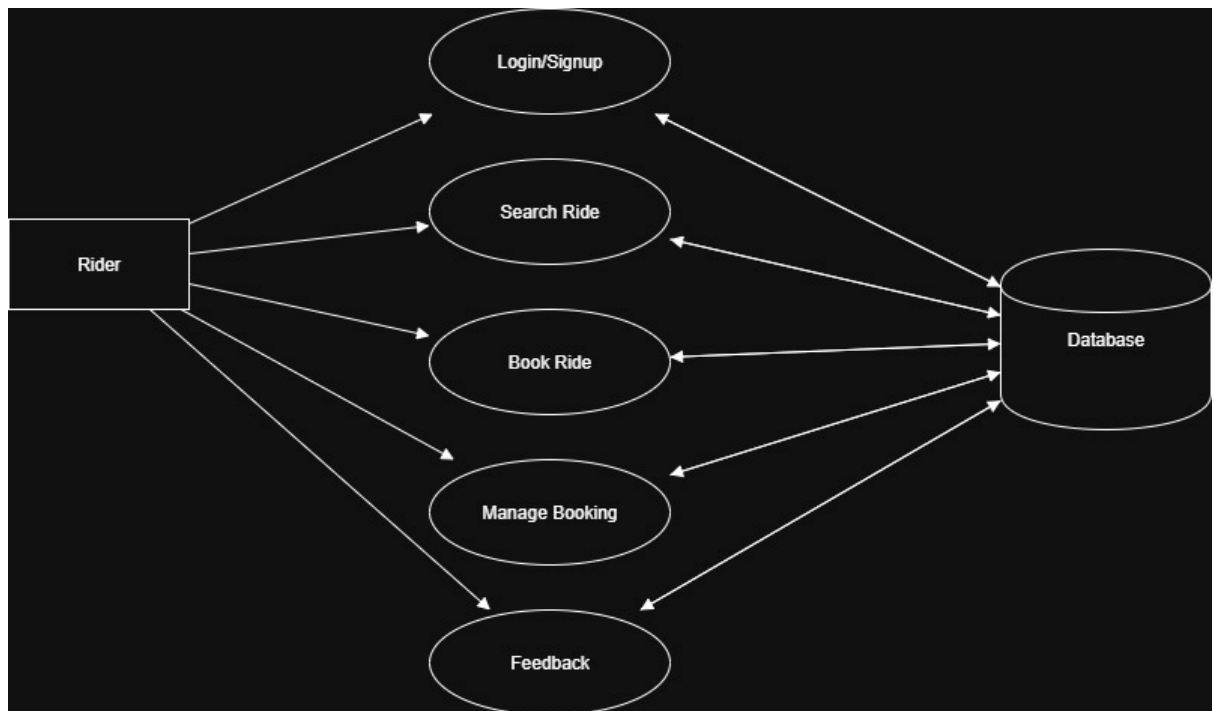 Login/Signup
Search Ride
Rider
Database
Book Ride
Manage Booking
Feedback